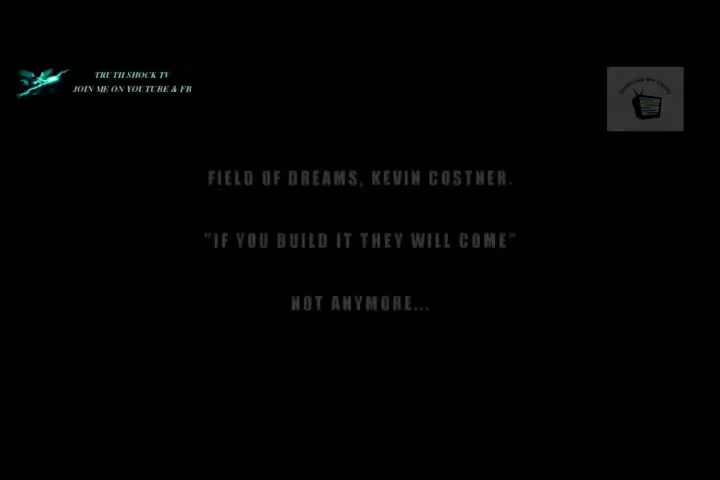 TRUTH SHOCK TV
JOIN ME ON YOUTUBE & FB
FIELD OF DREAMS, KEVIN COSTNER.
"IF YOU BUILD IT THEY WILL COME"
NOT ANYMORE...